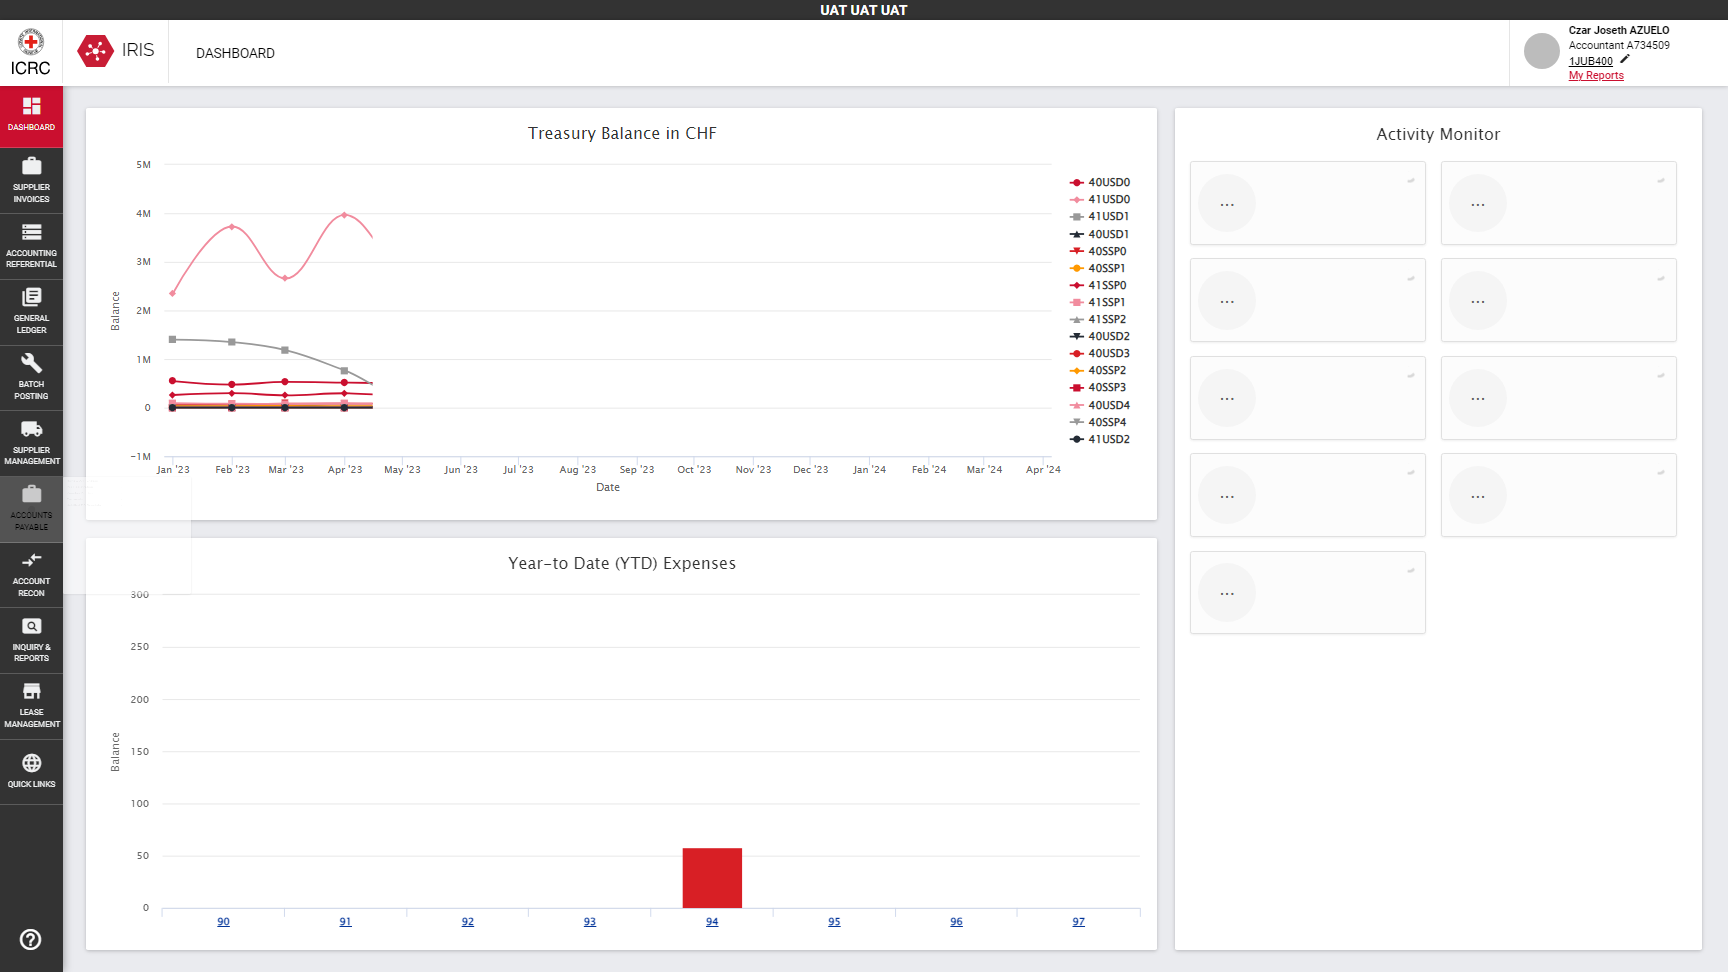 UAT UAT UAT
ICRC
IRIS
DASHBOARD
Czar Joseth AZUELO
Accountant A734509
1JUB400
My Reports
DASHBOARD
SUPPLIER
INVOICES
ACCOUNTING
REFERENTIAL
GENERAL
LEDGER
BATCH
POSTING
SUPPLIER
MANAGEMENT
ACCOUNTS
PAYABLE
ACCOUNT
RECON
INQUIRY &
REPORTS
LEASE
MANAGEMENT
QUICK LINKS
Treasury Balance in CHF
5M
4M
3M
2M
1M
0
−1M
Balance
Jan '23 Feb '23 Mar '23 Apr '23 May '23 Jun '23 Jul '23 Aug '23 Sep '23 Oct '23 Nov '23 Dec '23 Jan '24 Feb '24 Mar '24 Apr '24
Date
40USD0
41USD0
41USD1
40USD1
40SSP0
40SSP1
41SSP0
41SSP1
41SSP2
40USD2
40USD3
40SSP2
40SSP3
40USD4
40SSP4
41USD2
Year-to Date (YTD) Expenses
300
250
200
150
100
50
0
Balance
90 91 92 93 94 95 96 97
Activity Monitor
... ...
... ...
... ...
... ...
...